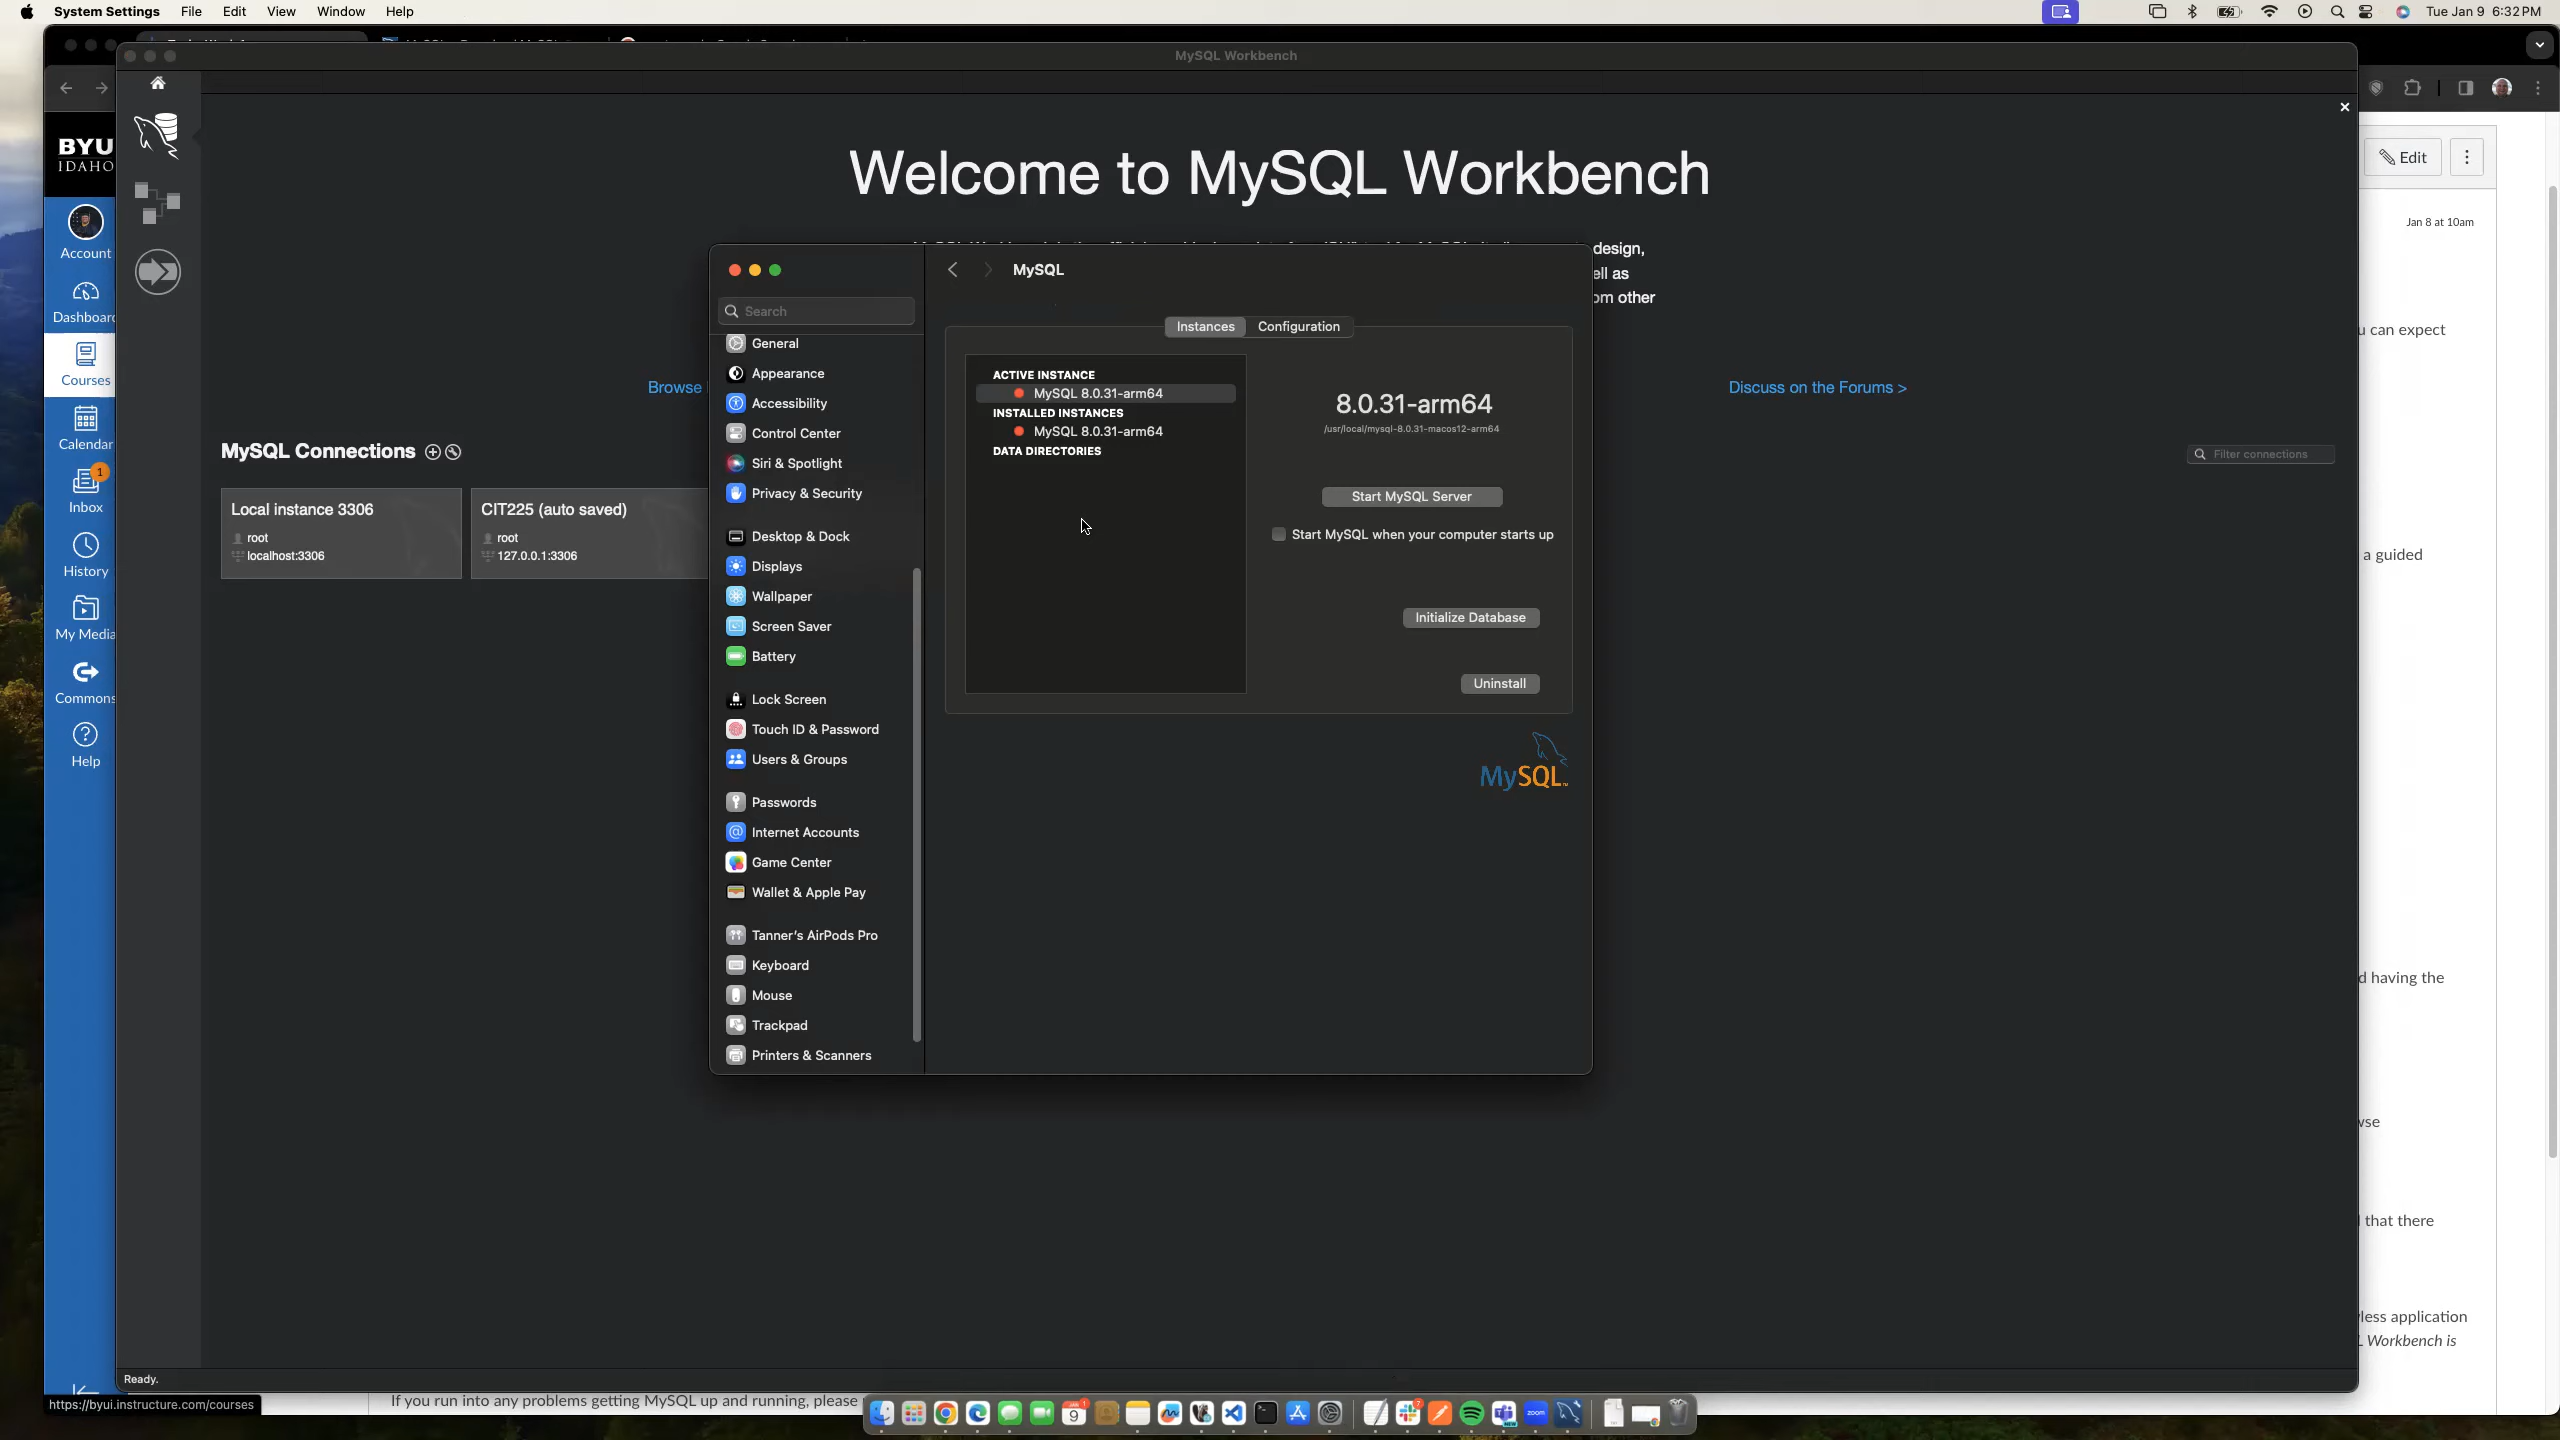 System Settings File Edit View Window Help
Tue Jan 9 6:32 PM
MySQL Workbench
BYU
IDAHO
Account
Dashboard
Courses
Calendar
1
Inbox
History
My Media
Commons
Help
Edit
Jan 8 at 10am
u can expect
a guided
d having the
wse
that there
less application
L Workbench is
Welcome to MySQL Workbench
design,
ell as
om other
Browse
Discuss on the Forums >
MySQL Connections
Filter connections
Local instance 3306
root
localhost:3306
CIT225 (auto saved)
root
127.0.0.1:3306
Search
General
Appearance
Accessibility
Control Center
Siri & Spotlight
Privacy & Security
Desktop & Dock
Displays
Wallpaper
Screen Saver
Battery
Lock Screen
Touch ID & Password
Users & Groups
Passwords
Internet Accounts
Game Center
Wallet & Apple Pay
Tanner's AirPods Pro
Keyboard
Mouse
Trackpad
Printers & Scanners
MySQL
Instances Configuration
ACTIVE INSTANCE
MySQL 8.0.31-arm64
INSTALLED INSTANCES
MySQL 8.0.31-arm64
DATA DIRECTORIES
8.0.31-arm64
/usr/local/mysql-8.0.31-macos12-arm64
Start MySQL Server
Start MySQL when your computer starts up
Initialize Database
Uninstall
MySQL
Ready.
https://byui.instructure.com/courses
If you run into any problems getting MySQL up and running, please
JAN
9
7
zoom
NEW